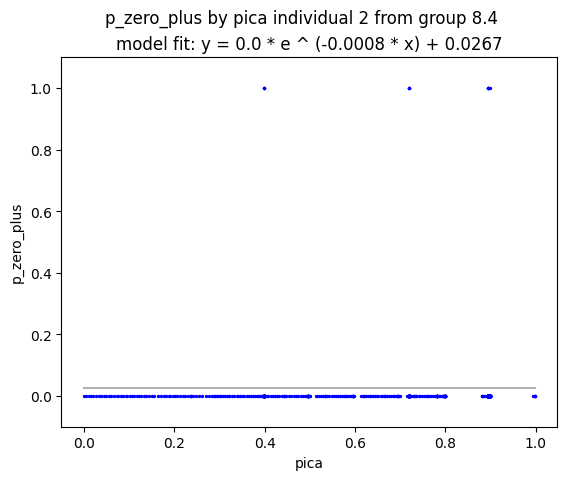 p_zero_plus by pica individual 2 from group 8.4
model fit: y = 0.0 * e ^ (-0.0008 * x) + 0.0267
1.0
0.8
0.6
0.4
0.2
0.0
p_zero_plus
0.0 0.2 0.4 0.6 0.8 1.0
pica